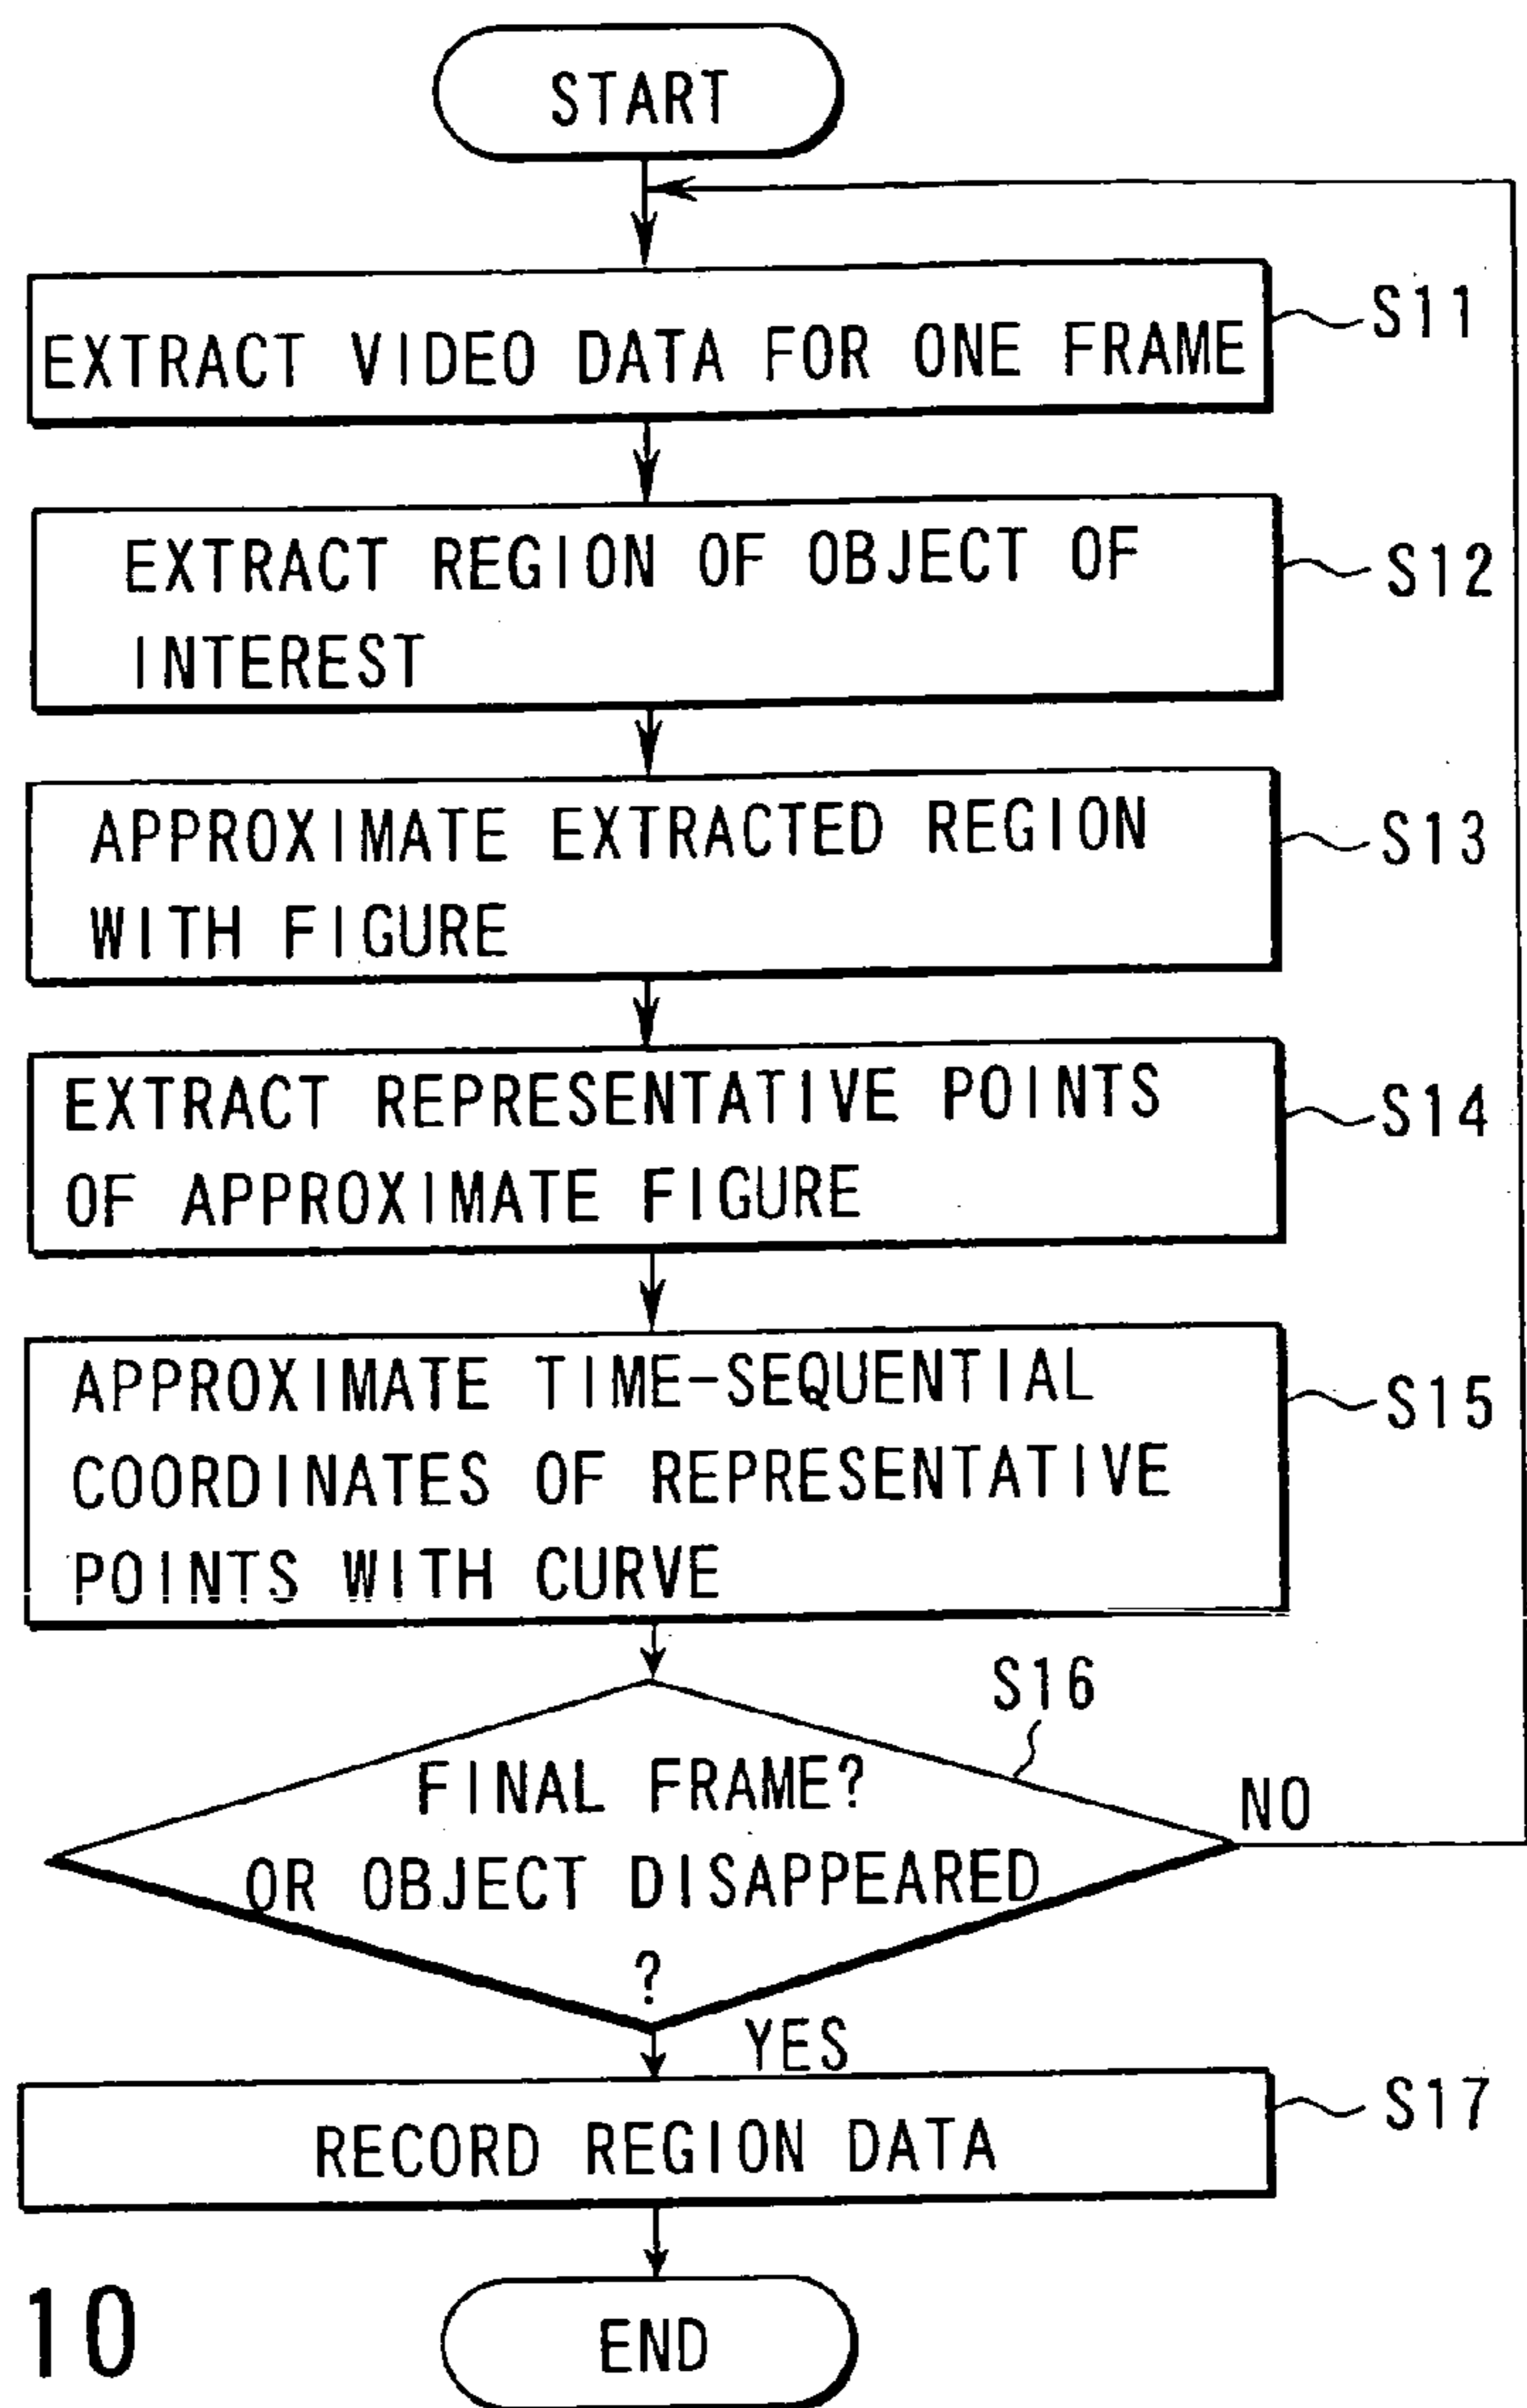 START
EXTRACT VIDEO DATA FOR ONE FRAME
S11
EXTRACT REGION OF OBJECT OF
INTEREST
S12
APPROXIMATE EXTRACTED REGION
WITH FIGURE
S13
EXTRACT REPRESENTATIVE POINTS
OF APPROXIMATE FIGURE
S14
APPROXIMATE TIME-SEQUENTIAL
COORDINATES OF REPRESENTATIVE
POINTS WITH CURVE
S15
S16
FINAL FRAME?
OR OBJECT DISAPPEARED
?
NO
YES
RECORD REGION DATA
S17
END
10